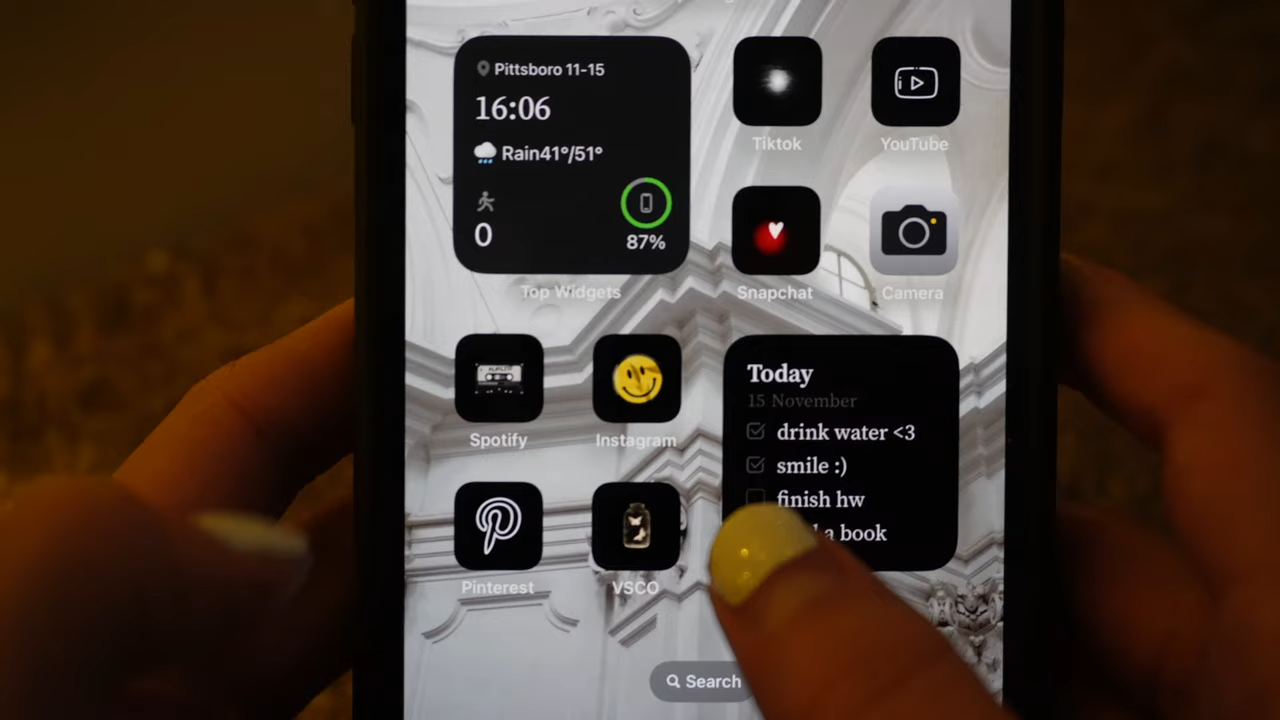 Pittsboro 11-15
16:06
Rain41°/51°
0
87%
Top Widgets
Tiktok
YouTube
Snapchat
Camera
Spotify
Instagram
Today
15 November
drink water <3
smile :)
finish hw
a book
Pinterest
VSCO
Search